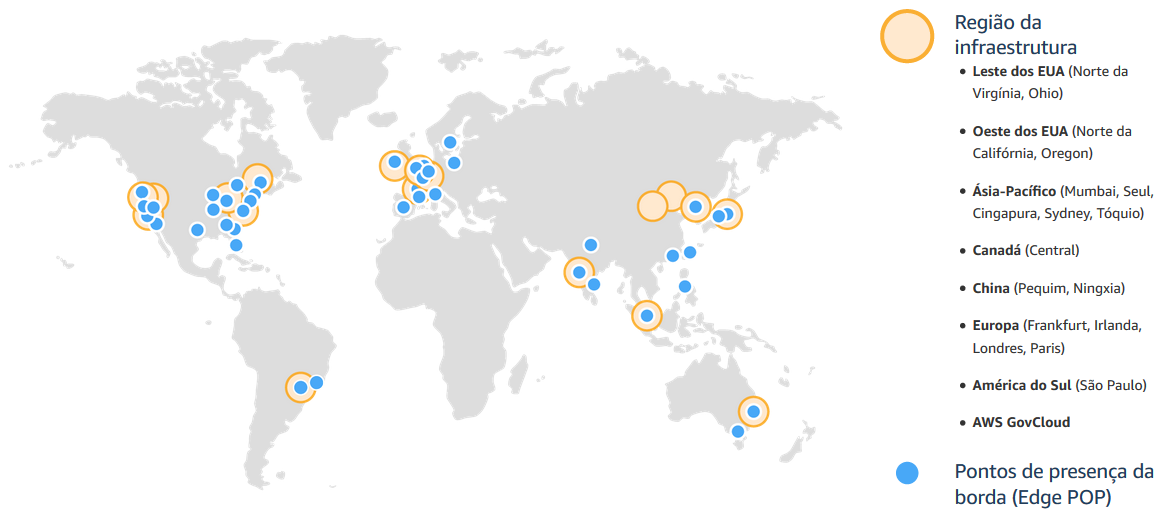 Região da
infraestrutura
• Leste dos EUA (Norte da
Virgínia, Ohio)
• Oeste dos EUA (Norte da
Califórnia, Oregon)
• Ásia-Pacífico (Mumbai, Seul,
Cingapura, Sydney, Tóquio)
• Canadá (Central)
• China (Pequim, Ningxia)
• Europa (Frankfurt, Irlanda,
Londres, Paris)
• América do Sul (São Paulo)
• AWS GovCloud
Pontos de presença da
borda (Edge POP)